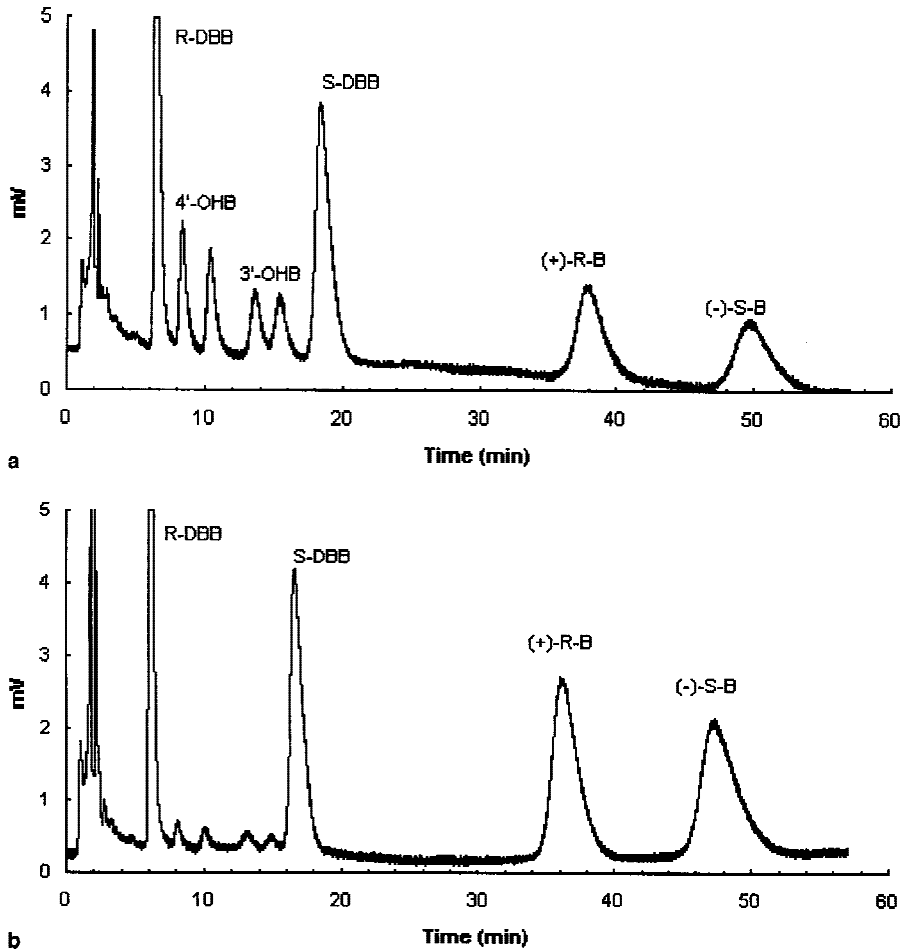 5
R-DBB
S-DBB
4
3
mV
4'-OHB
2
(+)-R-B
3'-OHB
(-)-S-B
1
0
0 10 20 30 40 50 60
Time (min)
a
5
R-DBB
S-DBB
4
(+)-R-B
3
(-)-S-B
mV
2
1
0
0 10 20 30 40 50 60
Time (min)
b